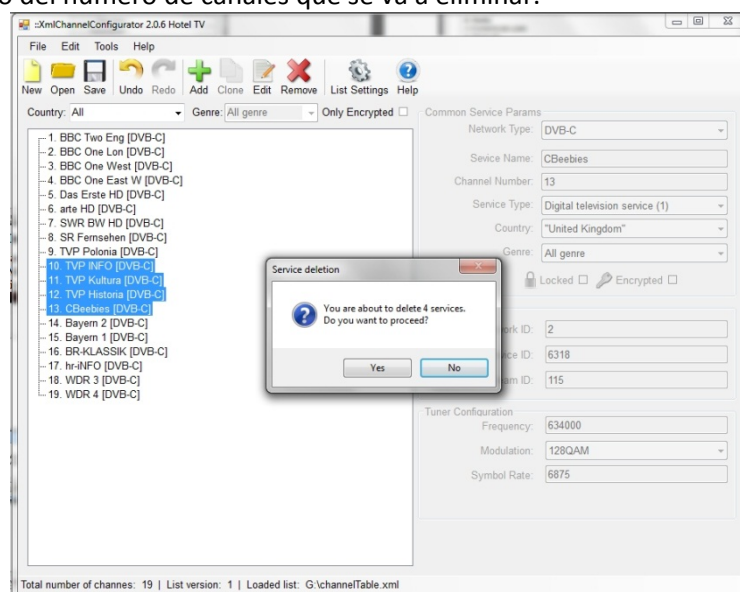 del número de canales que se va a eliminar.
::XmlChannelConfigurator 2.0.6 Hotel TV
File Edit Tools Help
New Open Save Undo Redo Add Clone Edit Remove List Settings Help
Country: All Genre: All genre Only Encrypted
Common Service Params
Network Type: DVB-C
Sevice Name: CBeebies
Channel Number: 13
Service Type: Digital television service (1)
Country: "United Kingdom"
Genre: All genre
Locked Encrypted
1. BBC Two Eng [DVB-C]
2. BBC One Lon [DVB-C]
3. BBC One West [DVB-C]
4. BBC One East W [DVB-C]
5. Das Erste HD [DVB-C]
6. arte HD [DVB-C]
7. SWR BW HD [DVB-C]
8. SR Fernsehen [DVB-C]
9. TVP Polonia [DVB-C]
10. TVP INFO [DVB-C]
11. TVP Kultura [DVB-C]
12. TVP Historia [DVB-C]
13. CBeebies [DVB-C]
14. Bayern 2 [DVB-C]
15. Bayern 1 [DVB-C]
16. BR-KLASSIK [DVB-C]
17. hr-iNFO [DVB-C]
18. WDR 3 [DVB-C]
19. WDR 4 [DVB-C]
Service deletion
You are about to delete 4 services.
Do you want to proceed?
Yes No
ork ID: 2
ce ID: 6318
am ID: 115
Tuner Configuration
Frequency: 634000
Modulation: 128QAM
Symbol Rate: 6875
Total number of channes: 19 | List version: 1 | Loaded list: G:\channelTable.xml